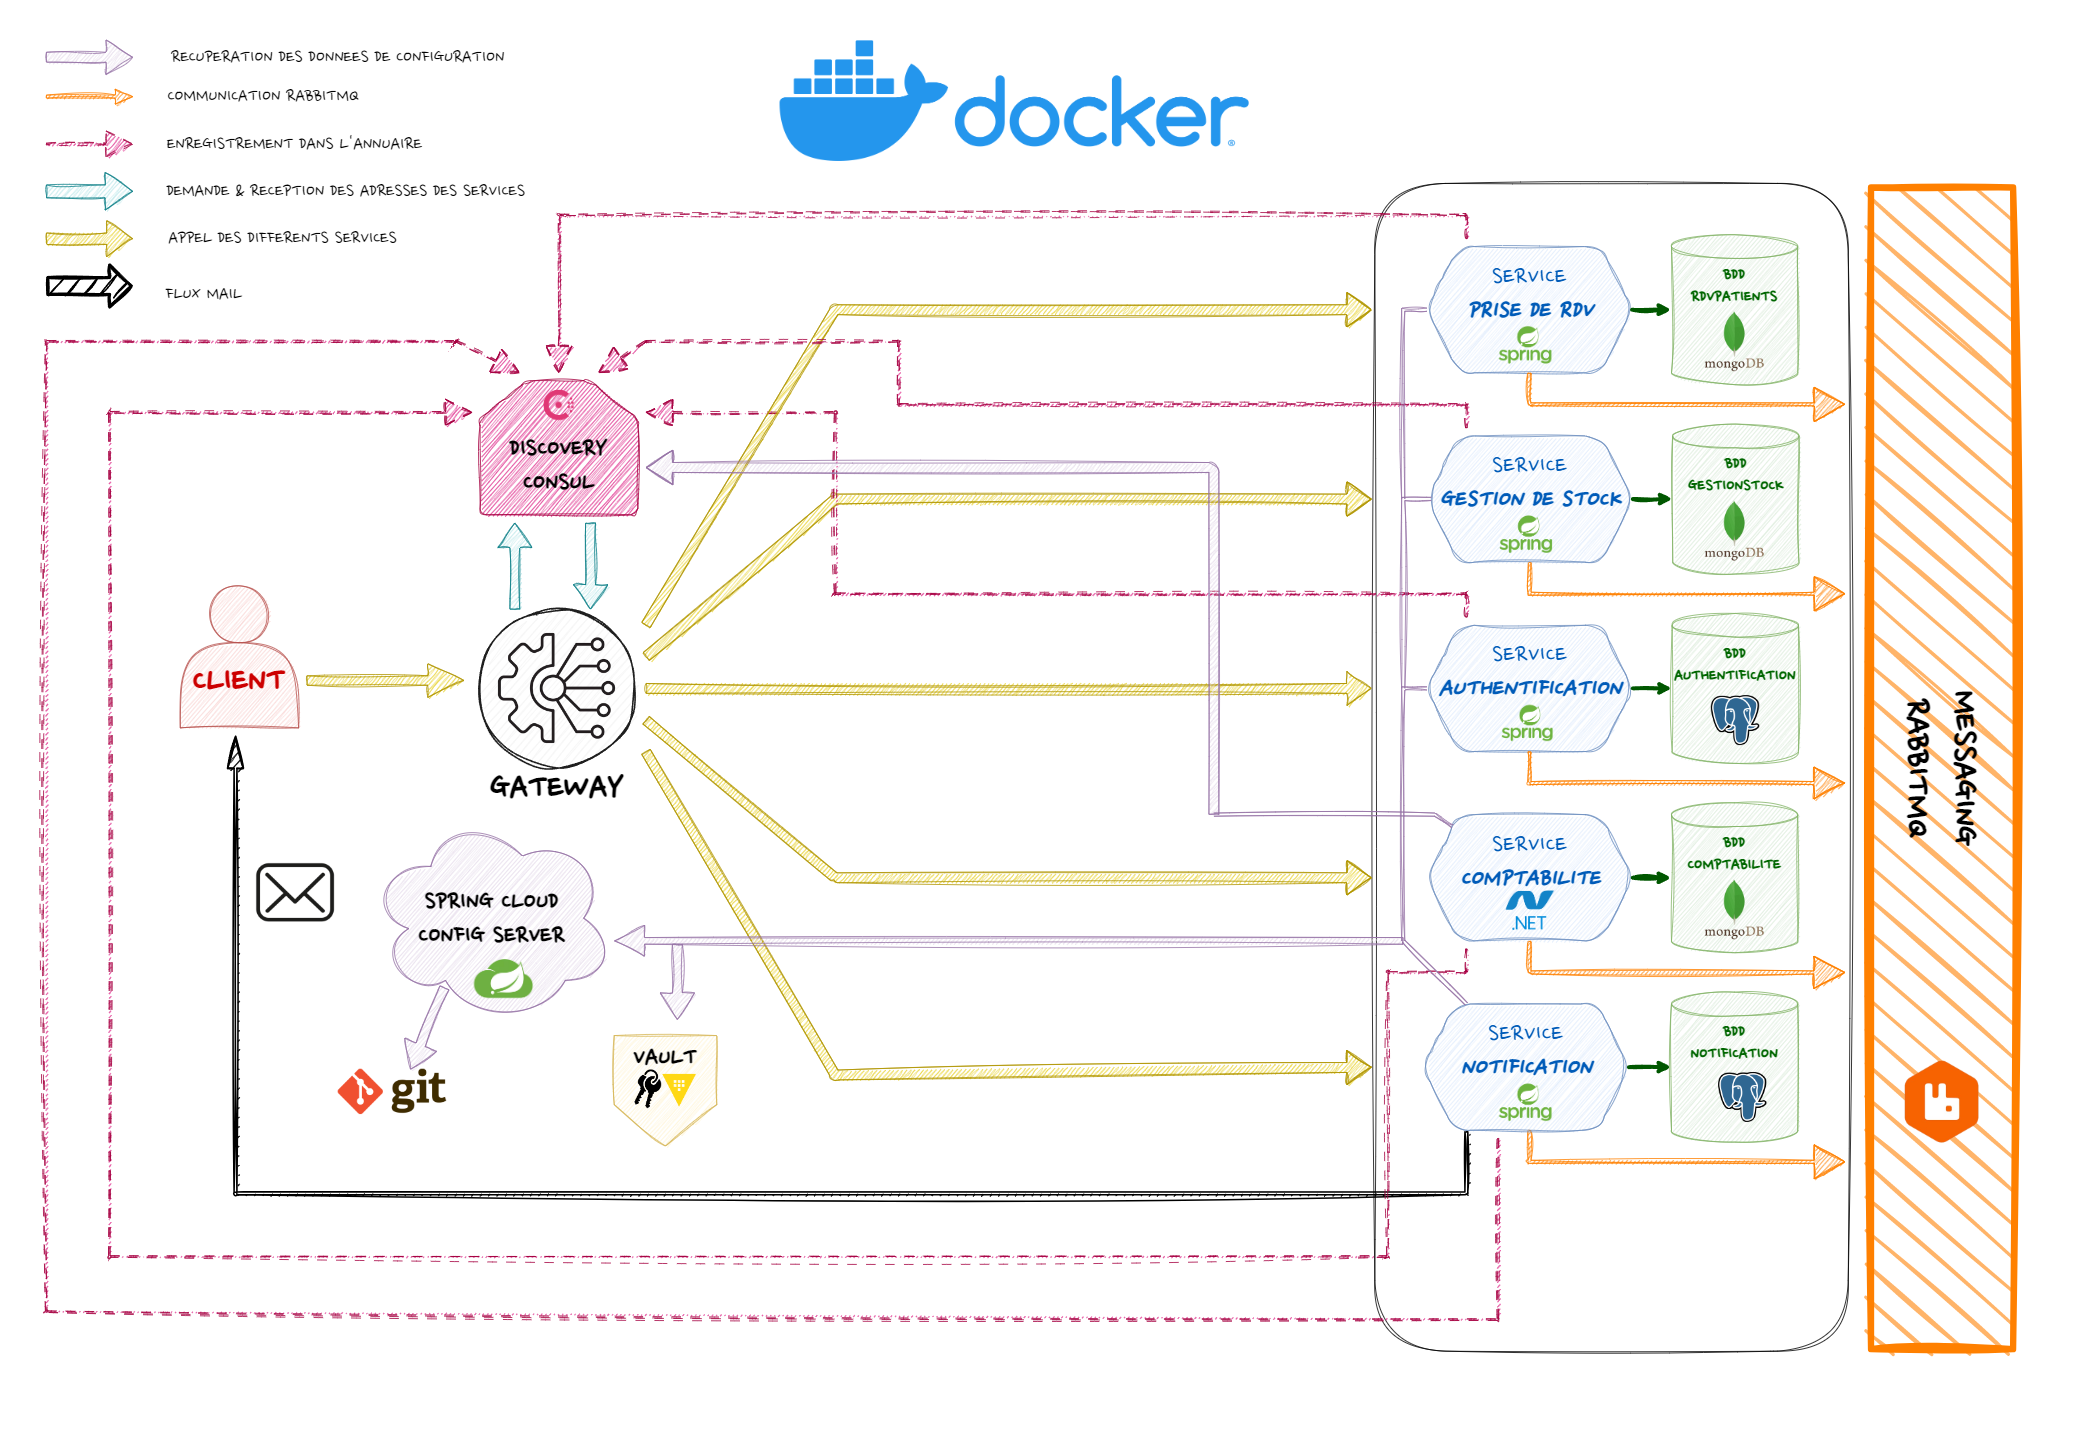 RECUPERATION DES DONNEES DE CONFIGURATION
COMMUNICATION RABBITMQ
ENREGISTREMENT DANS L'ANNUAIRE
DEMANDE & RECEPTION DES ADRESSES DES SERVICES
APPEL DES DIFFERENTS SERVICES
FLUX MAIL
docker
DISCOVERY
CONSUL
CLIENT
GATEWAY
SPRING CLOUD
CONFIG SERVER
git
VAULT
SERVICE
PRISE DE RDV
spring
BDD
RDVPATIENTS
mongoDB
SERVICE
GESTION DE STOCK
spring
BDD
GESTIONSTOCK
mongoDB
SERVICE
AUTHENTIFICATION
spring
BDD
AUTHENTIFICATION
SERVICE
COMPTABILITE
.NET
BDD
COMPTABILITE
mongoDB
SERVICE
NOTIFICATION
spring
BDD
NOTIFICATION
MESSAGING
RABBITMQ